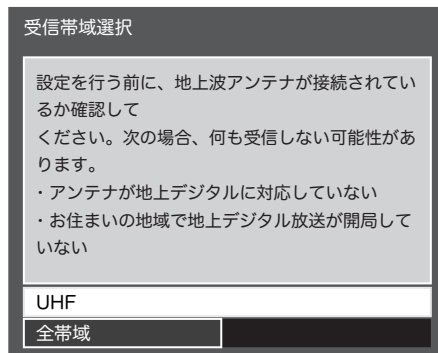 受信帯域選択
設定を行う前に、地上波アンテナが接続されてい
るか確認して
ください。次の場合、何も受信しない可能性があ
ります。
・アンテナが地上デジタルに対応していない
・お住まいの地域で地上デジタル放送が開局して
いない
UHF
全帯域